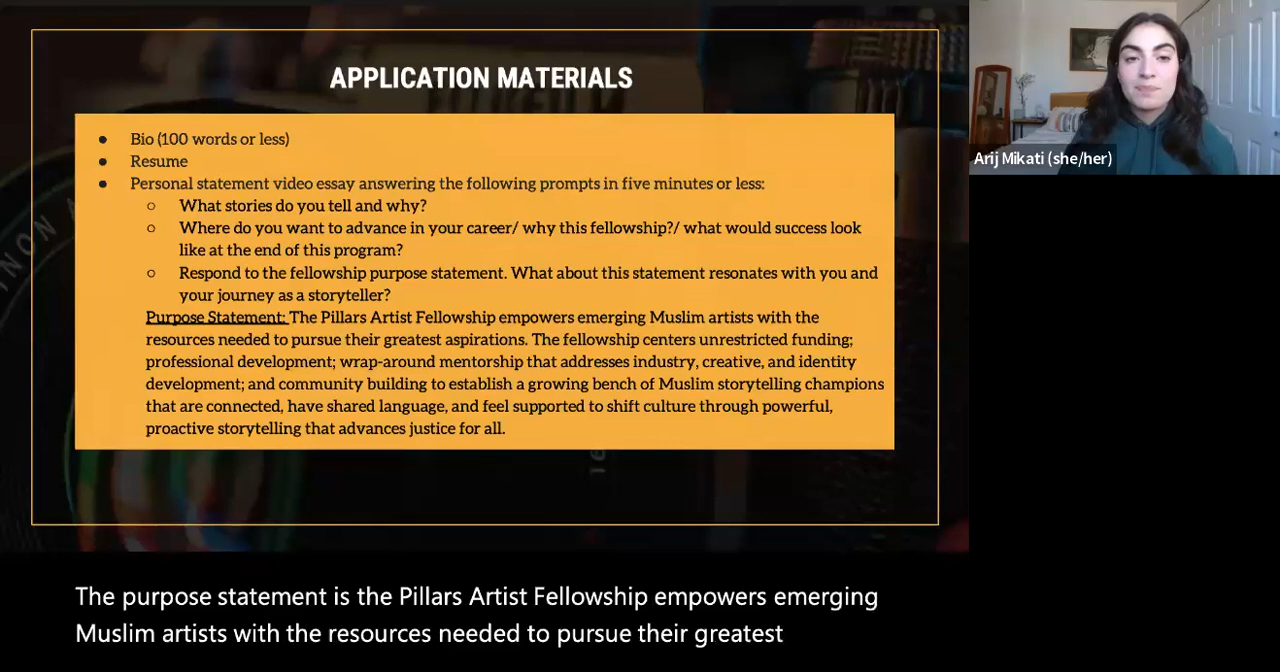 APPLICATION MATERIALS
● Bio (100 words or less)
● Resume
● Personal statement video essay answering the following prompts in five minutes or less:
○ What stories do you tell and why?
○ Where do you want to advance in your career/ why this fellowship?/ what would success look
like at the end of this program?
○ Respond to the fellowship purpose statement. What about this statement resonates with you and
your journey as a storyteller?
Purpose Statement: The Pillars Artist Fellowship empowers emerging Muslim artists with the
resources needed to pursue their greatest aspirations. The fellowship centers unrestricted funding;
professional development; wrap-around mentorship that addresses industry, creative, and identity
development; and community building to establish a growing bench of Muslim storytelling champions
that are connected, have shared language, and feel supported to shift culture through powerful,
proactive storytelling that advances justice for all.
Arij Mikati (she/her)
The purpose statement is the Pillars Artist Fellowship empowers emerging
Muslim artists with the resources needed to pursue their greatest